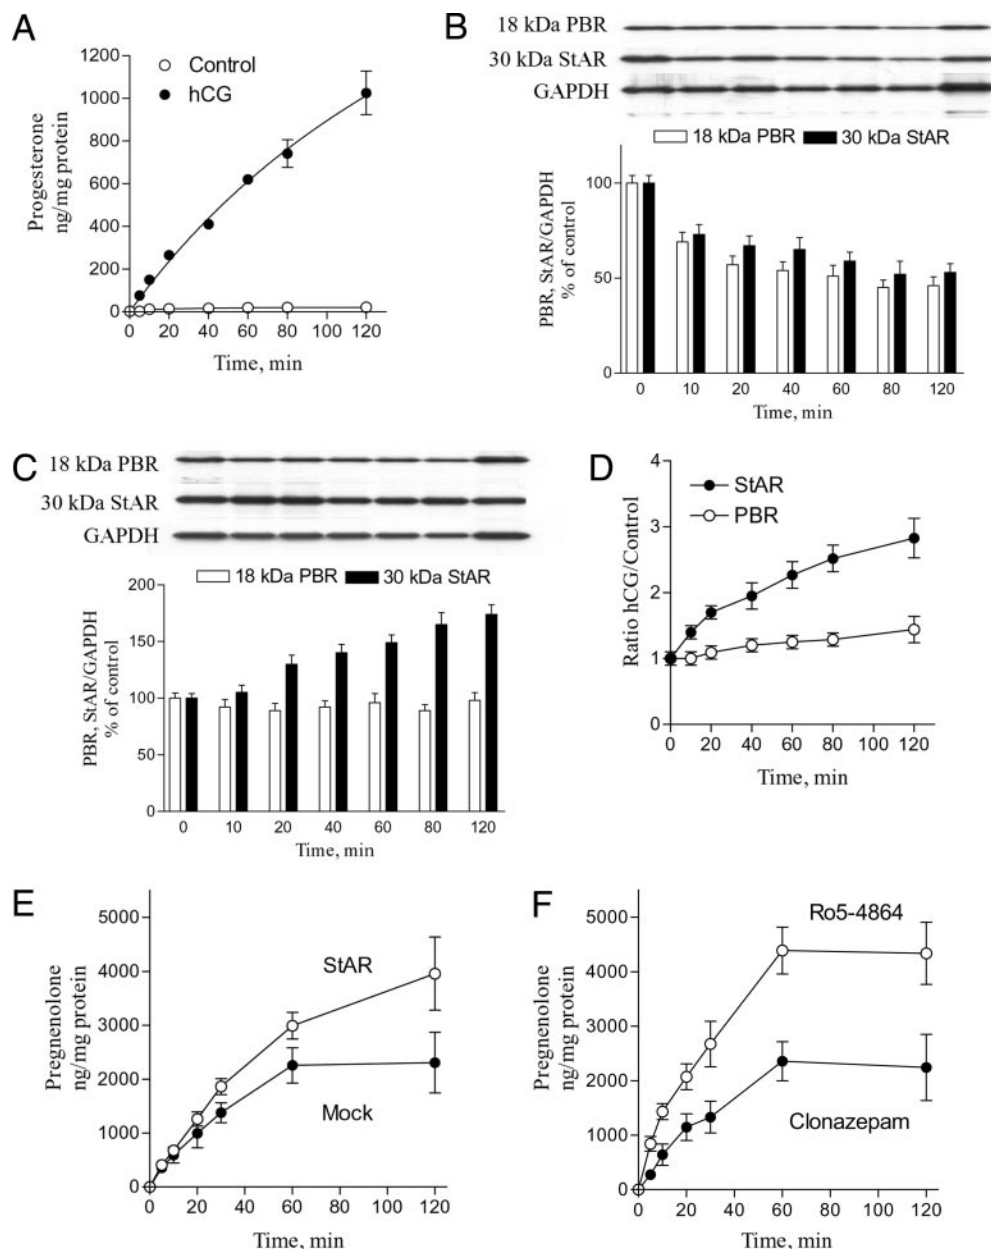 A
Progesterone
ng/mg protein
1200
1000
800
600
400
200
0
Control
hCG
0 20 40 60 80 100 120
Time, min
B
18 kDa PBR
30 kDa StAR
GAPDH
18 kDa PBR 30 kDa StAR
PBR, StAR/GAPDH
% of control
100
50
0
0 10 20 40 60 80 120
Time, min
C
18 kDa PBR
30 kDa StAR
GAPDH
18 kDa PBR 30 kDa StAR
PBR, StAR/GAPDH
% of control
200
150
100
50
0
0 10 20 40 60 80 120
Time, min
D
Ratio hCG/Control
4
3
2
1
0
StAR
PBR
0 20 40 60 80 100 120
Time, min
E
Pregnenolone
ng/mg protein
5000
4000
3000
2000
1000
0
StAR
Mock
0 20 40 60 80 100 120
Time, min
F
Pregnenolone
ng/mg protein
5000
4000
3000
2000
1000
0
Ro5-4864
Clonazepam
0 20 40 60 80 100 120
Time, min